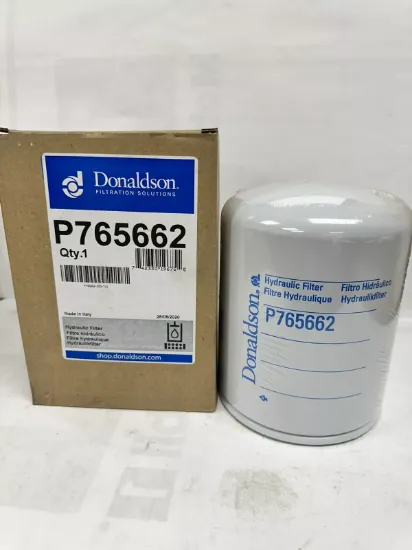 Donaldson.
FILTRATION SOLUTIONS
P765662
Qty.1
Made in Italy
Hydraulic Filter
Filtro Hidráulico
Filtre Hydraulique
Hydraulikfilter
shop.donaldson.com
Donaldson.
Hydraulic Filter
Filtre Hydraulique
Filtro Hidráulico
Hydraulikfilter
P765662